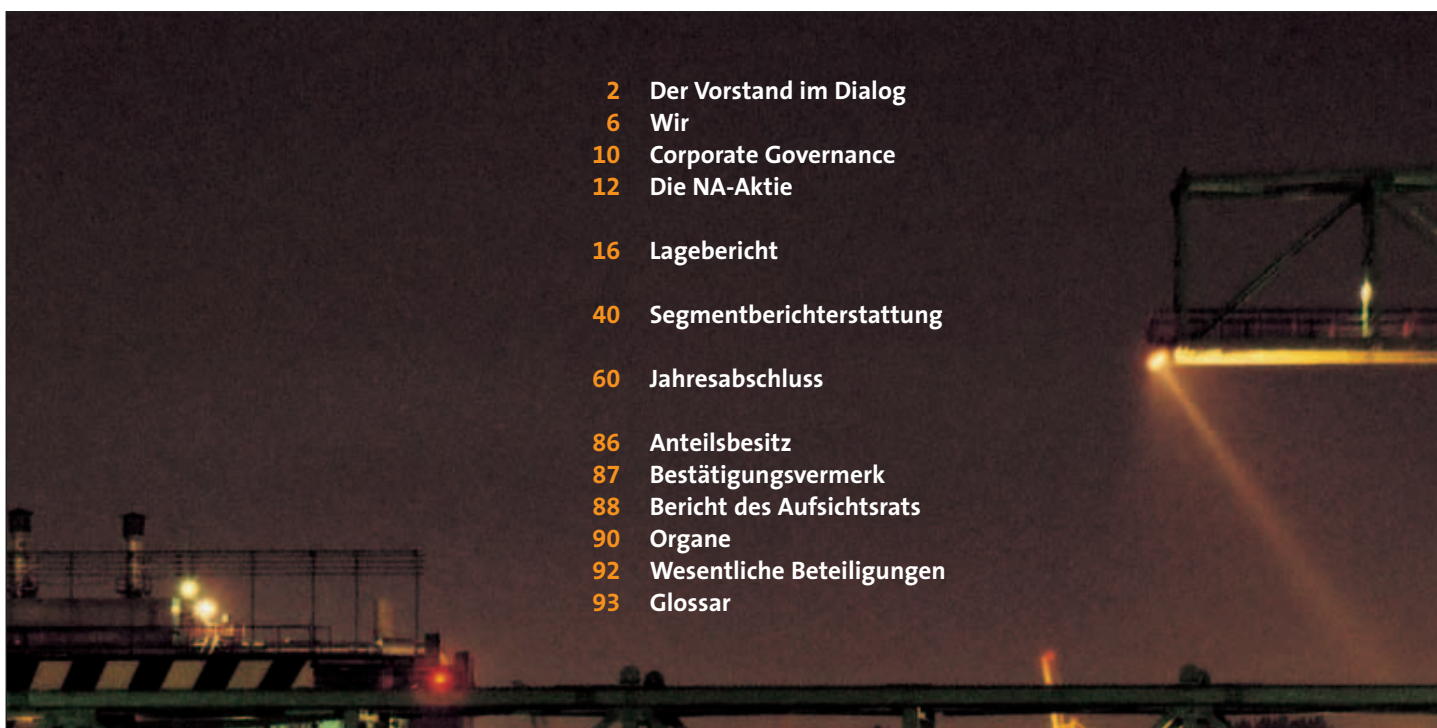 2 Der Vorstand im Dialog
6 Wir
10 Corporate Governance
12 Die NA-Aktie
16 Lagebericht
40 Segmentberichterstattung
60 Jahresabschluss
86 Anteilsbesitz
87 Bestätigungsvermerk
88 Bericht des Aufsichtsrats
90 Organe
92 Wesentliche Beteiligungen
93 Glossar